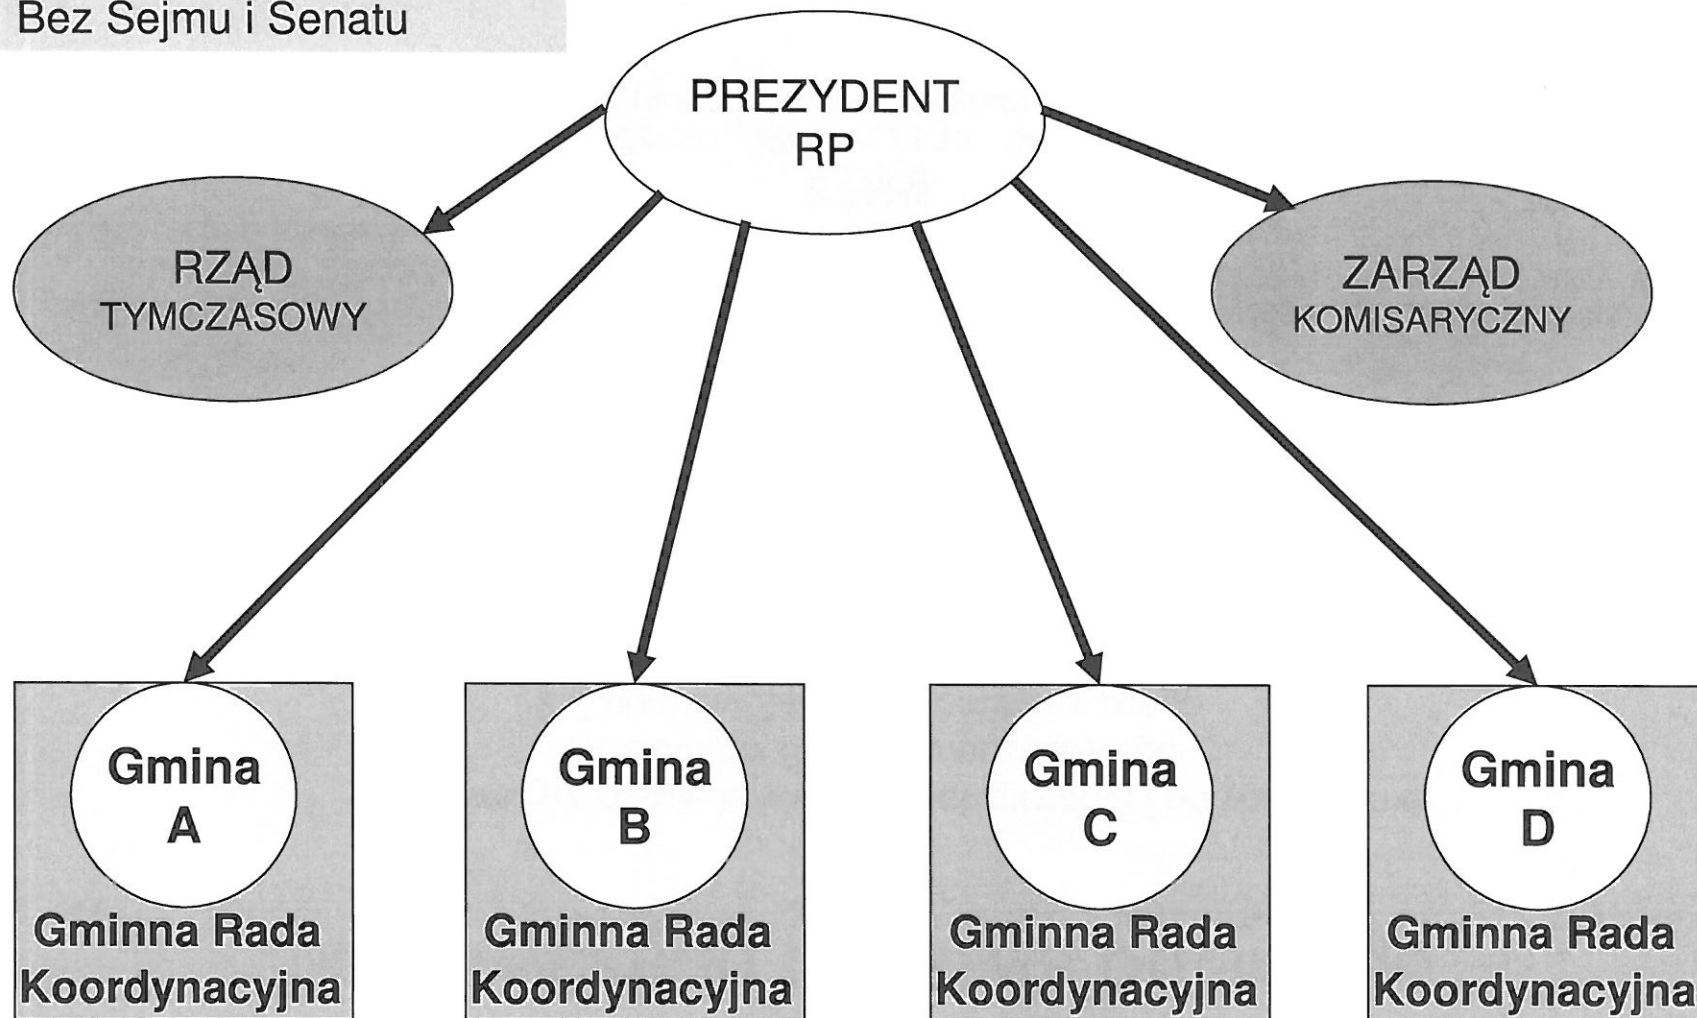 Bez Sejmu i Senatu
PREZYDENT
RP
RZĄD
TYMCZASOWY
ZARZĄD
KOMISARYCZNY
Gmina
A
Gminna Rada
Koordynacyjna
Gmina
B
Gminna Rada
Koordynacyjna
Gmina
C
Gminna Rada
Koordynacyjna
Gmina
D
Gminna Rada
Koordynacyjna